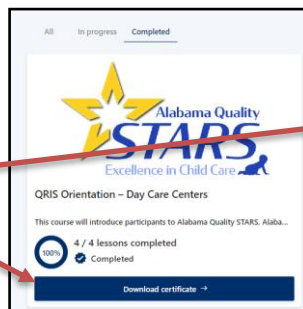 All In progress Completed
Alabama Quality
STARS
Excellence in Child Care
QRIS Orientation – Day Care Centers
This course will introduce participants to Alabama Quality STARS, Alaba...
100%
4 / 4 lessons completed
Completed
Download certificate →